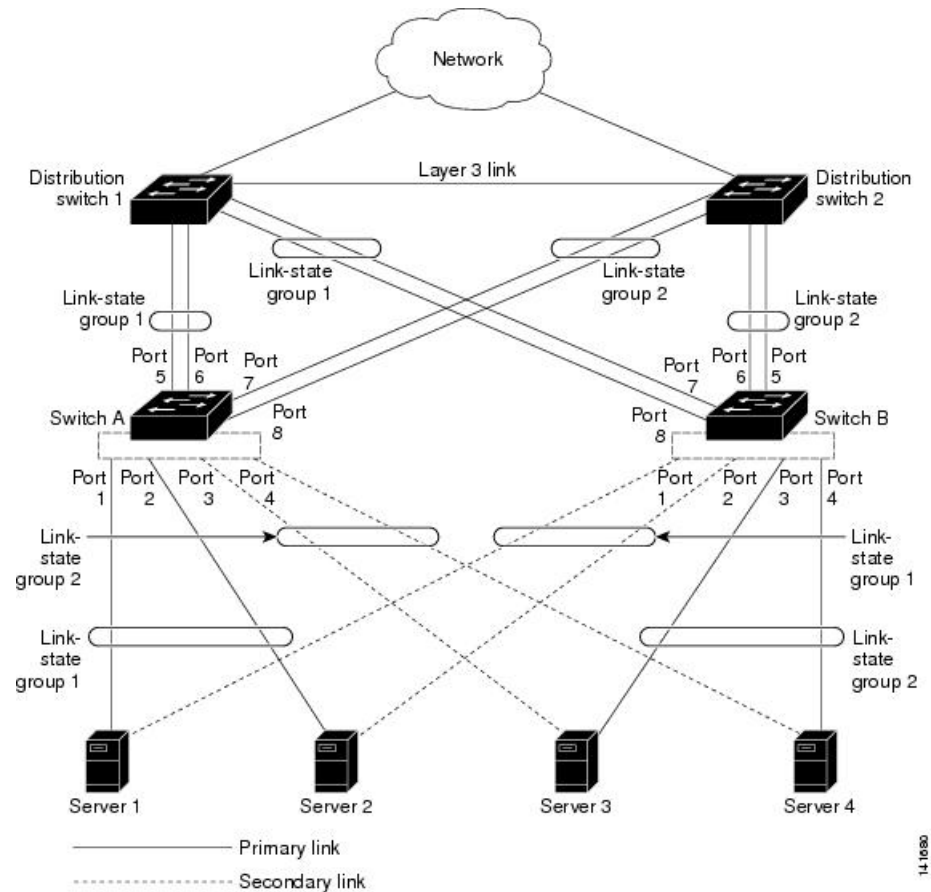 Network
Distribution
switch 1
Layer 3 link
Distribution
switch 2
Link-state
group 1
Link-state
group 2
Link-state
group 1
Link-state
group 2
Port
5
Port
6
Port
7
Port
8
Port
7
Port
6
Port
5
Port
8
Switch A
Switch B
Port
1
Port
2
Port
3
Port
4
Port
1
Port
2
Port
3
Port
4
Link-
state
group 2
Link-
state
group 1
Link-
state
group 1
Link-
state
group 2
Server 1
Server 2
Server 3
Server 4
Primary link
Secondary link
141680